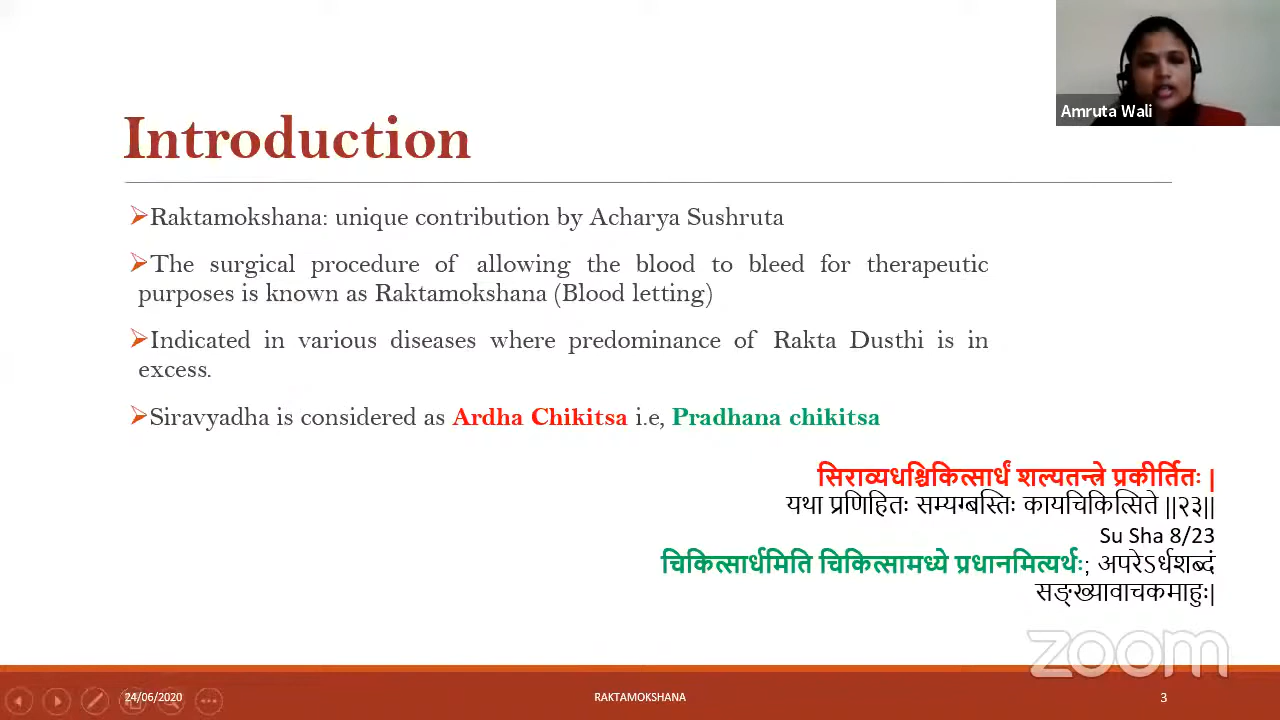 Amruta Wali
Introduction
Raktamokshana: unique contribution by Acharya Sushruta
The surgical procedure of allowing the blood to bleed for therapeutic
purposes is known as Raktamokshana (Blood letting)
Indicated in various diseases where predominance of Rakta Dusthi is in
excess.
Siravyadha is considered as Ardha Chikitsa i.e, Pradhana chikitsa
सिराव्यधश्चिकित्सार्धं शल्यतन्त्रे प्रकीर्तितः |
यथा प्रणिहितः सम्यग्बस्तिः कायचिकित्सिते ||२३||
Su Sha 8/23
चिकित्सार्धमिति चिकित्सामध्ये प्रधानमित्यर्थः; अपरेऽर्धशब्दं
सङ्ख्यावाचकमाहुः|
zoom
24/06/2020
RAKTAMOKSHANA
3